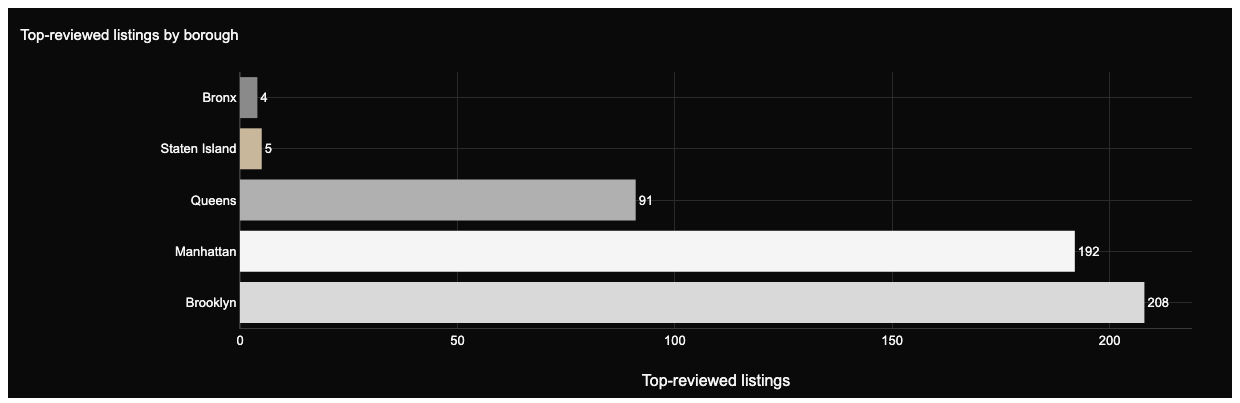 Top-reviewed listings by borough
Bronx 4
Staten Island 5
Queens 91
Manhattan 192
Brooklyn 208
0 50 100 150 200
Top-reviewed listings